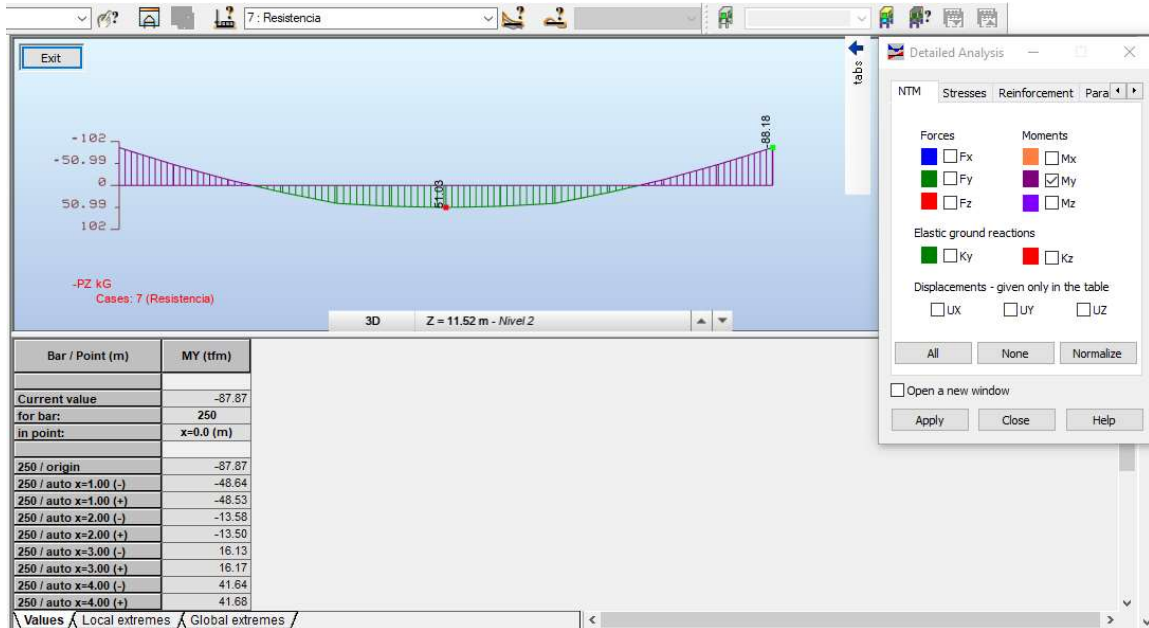 7 : Resistencia
Exit
tabs
-102
-50.99
0
50.99
102
-88.18
51.03
-PZ kG
Cases: 7 (Resistencia)
3D Z = 11.52 m - Nivel 2
Detailed Analysis
NTM Stresses Reinforcement Para
Forces Moments
Fx Mx
Fy My
Fz Mz
Elastic ground reactions
Ky Kz
Displacements - given only in the table
UX UY UZ
All None Normalize
Open a new window
Apply Close Help
Bar / Point (m) MY (tfm)
Current value -87.87
for bar: 250
in point: x=0.0 (m)
250 / origin -87.87
250 / auto x=1.00 (-) -48.64
250 / auto x=1.00 (+) -48.53
250 / auto x=2.00 (-) -13.58
250 / auto x=2.00 (+) -13.50
250 / auto x=3.00 (-) 16.13
250 / auto x=3.00 (+) 16.17
250 / auto x=4.00 (-) 41.64
250 / auto x=4.00 (+) 41.68
Values Local extremes Global extremes